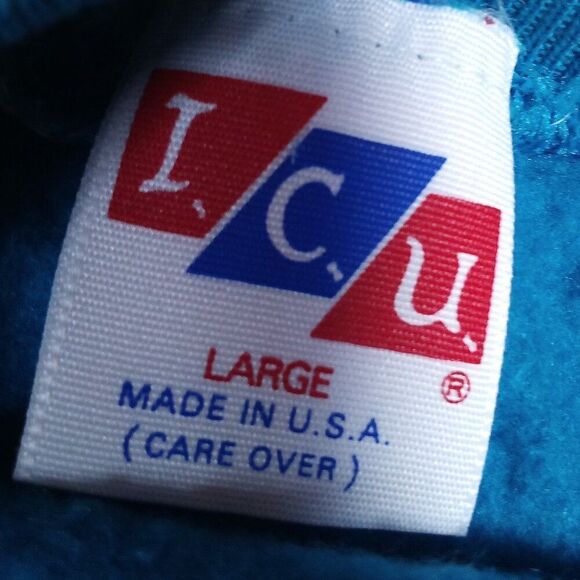 I.C.U.
LARGE ®
MADE IN U.S.A.
(CARE OVER)